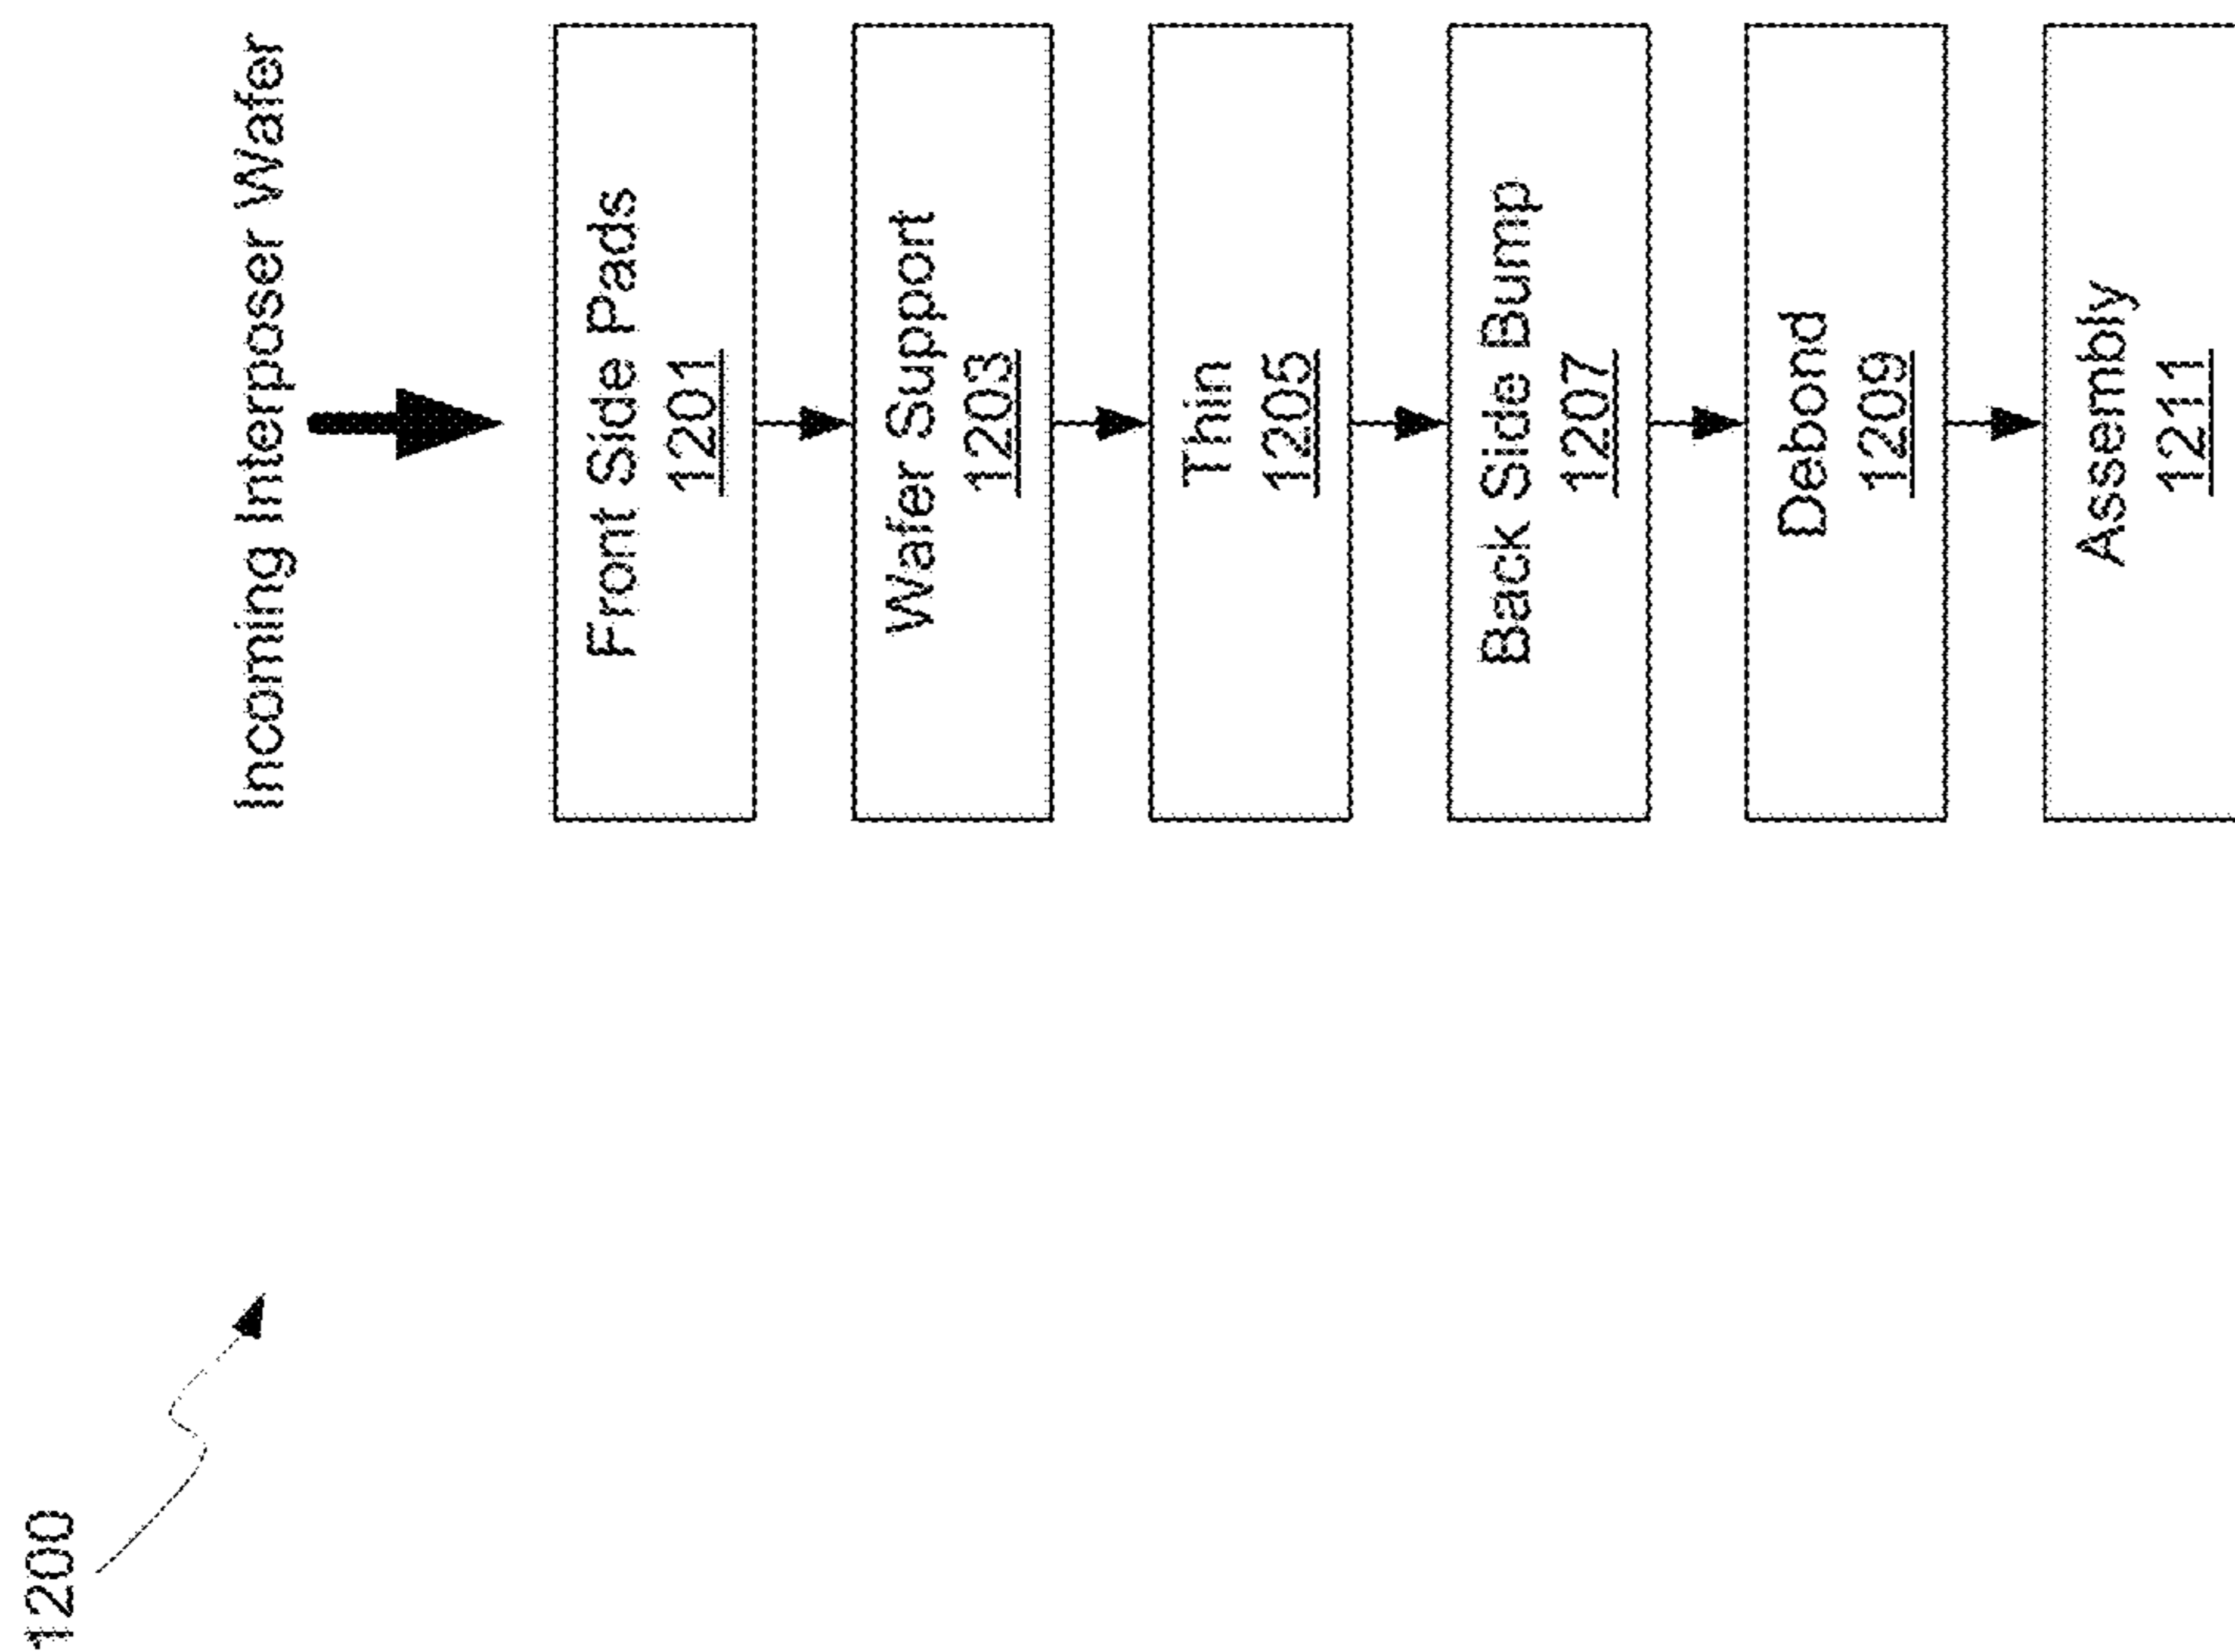 1200
Incoming Interposer Wafer
Front Side Pads
1201
Wafer Support
1203
Thin
1205
Back Side Bump
1207
Debond
1209
Assembly
1211